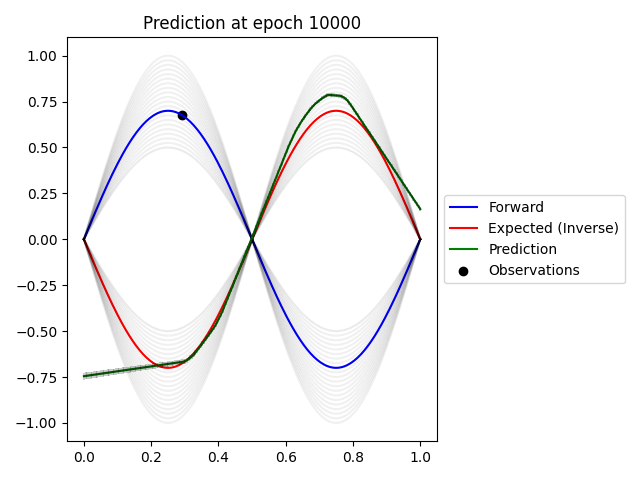 Prediction at epoch 10000
1.00
0.75
0.50
0.25
0.00
−0.25
−0.50
−0.75
−1.00
0.0 0.2 0.4 0.6 0.8 1.0
Forward
Expected (Inverse)
Prediction
Observations